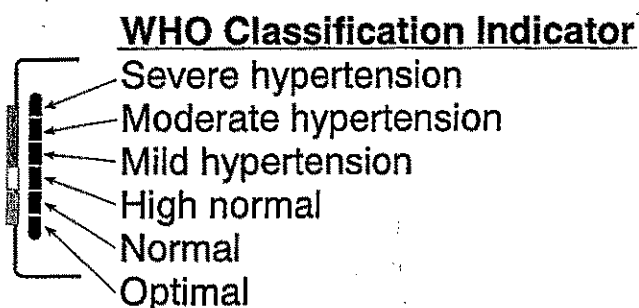 WHO Classification Indicator
Severe hypertension
Moderate hypertension
Mild hypertension
High normal
Normal
Optimal